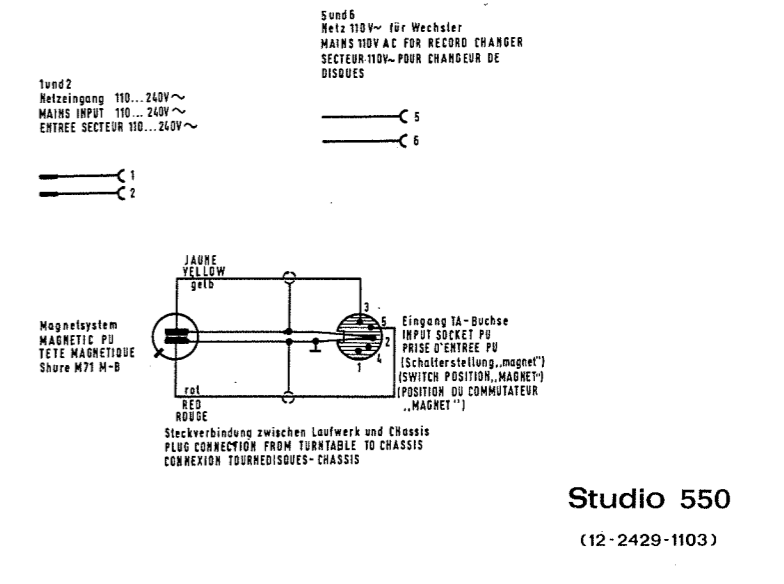 5und6
Netz 110V~ für Wechsler
MAINS 110V AC FOR RECORD CHANGER
SECTEUR 110V~ POUR CHANGEUR DE
DISQUES
1und2
Netzeingang 110...240V~
MAINS INPUT 110...240V~
ENTREE SECTEUR 110...240V~
5
6
1
2
JAUNE
YELLOW
gelb
3
5
2
4
1
Magnetsystem
MAGNETIC PU
TETE MAGNETIQUE
Shure M71 M-B
Eingang TA-Buchse
INPUT SOCKET PU
PRISE D'ENTREE PU
(Schalterstellung „magnet")
(SWITCH POSITION „MAGNET")
(POSITION DU COMMUTATEUR
„MAGNET")
rot
RED
ROUGE
Steckverbindung zwischen Laufwerk und CHassis
PLUG CONNECTION FROM TURNTABLE TO CHASSIS
CONNEXION TOURNEDISQUES-CHASSIS
Studio 550
(12-2429-1103)